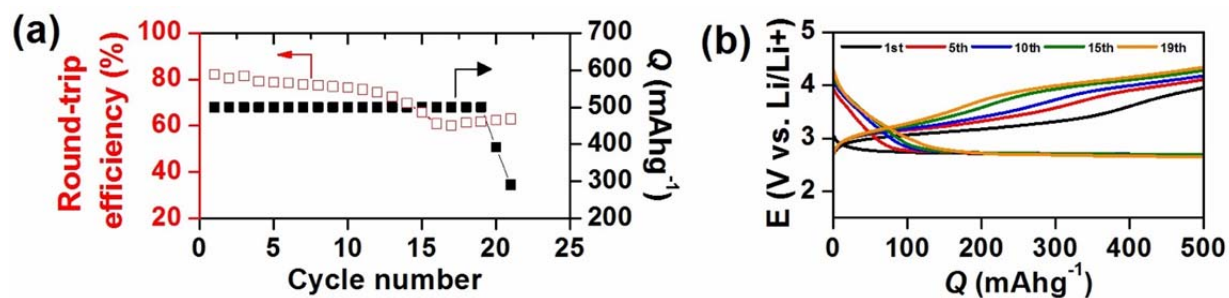 (a)
Round-trip
efficiency (%)
100
80
60
40
20
0 5 10 15 20 25
Cycle number
700
600
500
400
300
200
Q (mAhg⁻¹)
(b)
E (V vs. Li/Li+)
5
4
3
2
1st 5th 10th 15th 19th
0 100 200 300 400 500
Q (mAhg⁻¹)